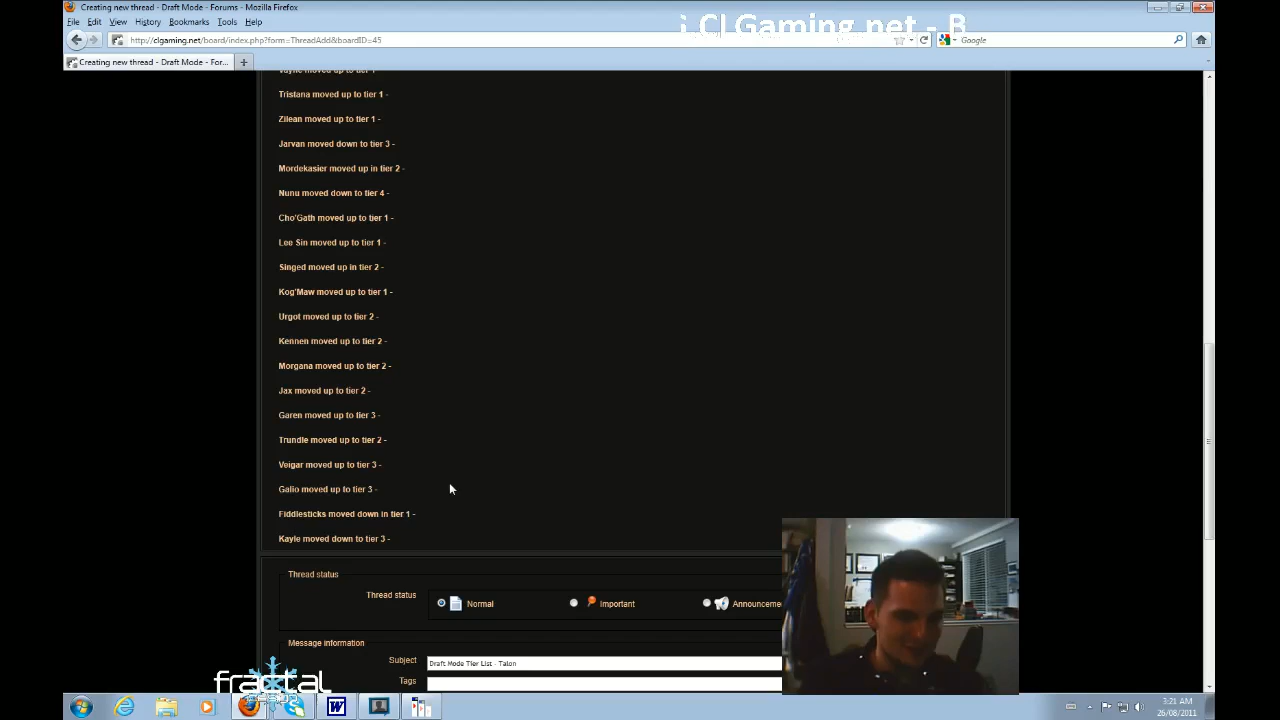 Creating new thread - Draft Mode - Forums - Mozilla Firefox
File Edit View History Bookmarks Tools Help
CLGaming.net - B
http://clgaming.net/board/index.php?form=ThreadAdd&boardID=45
Google
Creating new thread - Draft Mode - For...
Vayne moved up to tier 1
Tristana moved up to tier 1 -
Zilean moved up to tier 1 -
Jarvan moved down to tier 3 -
Mordekasier moved up in tier 2 -
Nunu moved down to tier 4 -
Cho'Gath moved up to tier 1 -
Lee Sin moved up to tier 1 -
Singed moved up in tier 2 -
Kog'Maw moved up to tier 1 -
Urgot moved up to tier 2 -
Kennen moved up to tier 2 -
Morgana moved up to tier 2 -
Jax moved up to tier 2 -
Garen moved up to tier 3 -
Trundle moved up to tier 2 -
Veigar moved up to tier 3 -
Galio moved up to tier 3 -
Fiddlesticks moved down in tier 1 -
Kayle moved down to tier 3 -
Thread status
Thread status
Normal
Important
Announceme
Message information
Subject
Draft Mode Tier List - Talon
Tags
fractal
3:21 AM
26/08/2011